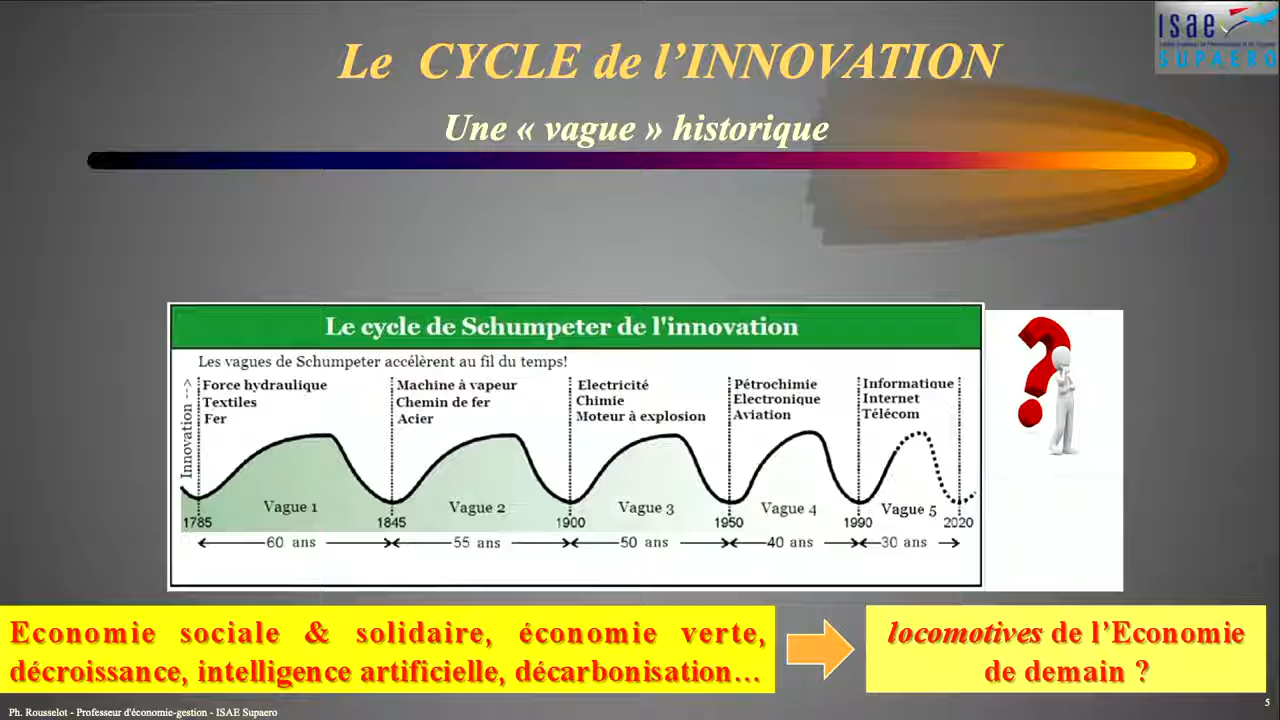 isae
SUPAERO
Le CYCLE de l’INNOVATION
Une « vague » historique
Le cycle de Schumpeter de l'innovation
Les vagues de Schumpeter accélèrent au fil du temps!
Innovation -->
Force hydraulique
Textiles
Fer
Machine à vapeur
Chemin de fer
Acier
Electricité
Chimie
Moteur à explosion
Pétrochimie
Electronique
Aviation
Informatique
Internet
Télécom
Vague 1
Vague 2
Vague 3
Vague 4
Vague 5
1785
1845
1900
1950
1990
2020
60 ans
55 ans
50 ans
40 ans
30 ans
?
Economie sociale & solidaire, économie verte,
décroissance, intelligence artificielle, décarbonisation…
locomotives de l’Economie
de demain ?
Ph. Rousselot - Professeur d'économie-gestion - ISAE Supaero
5